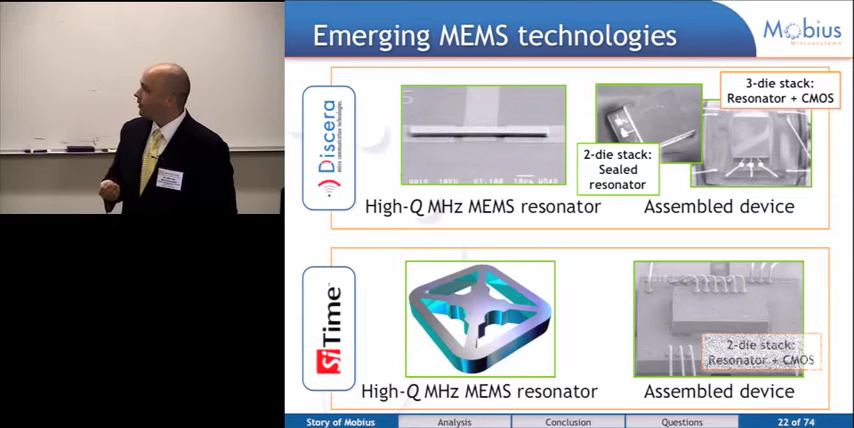 Emerging MEMS technologies
Mobius
Microsystems
Discera
micro communication technologies
3-die stack:
Resonator + CMOS
2-die stack:
Sealed
resonator
High-Q MHz MEMS resonator
Assembled device
SiTime
2-die stack:
Resonator + CMOS
High-Q MHz MEMS resonator
Assembled device
Story of Mobius
Analysis
Conclusion
Questions
22 of 74